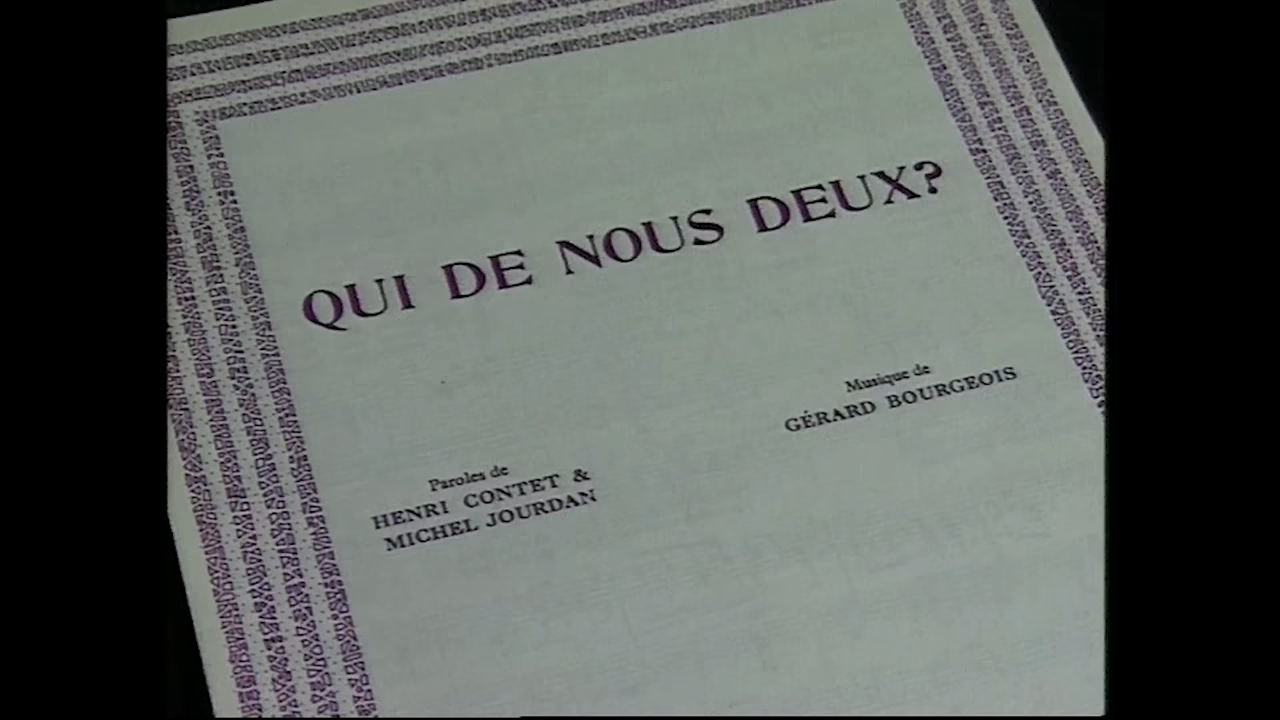 QUI DE NOUS DEUX?
Musique de
GÉRARD BOURGEOIS
Paroles de
HENRI CONTET &
MICHEL JOURDAN